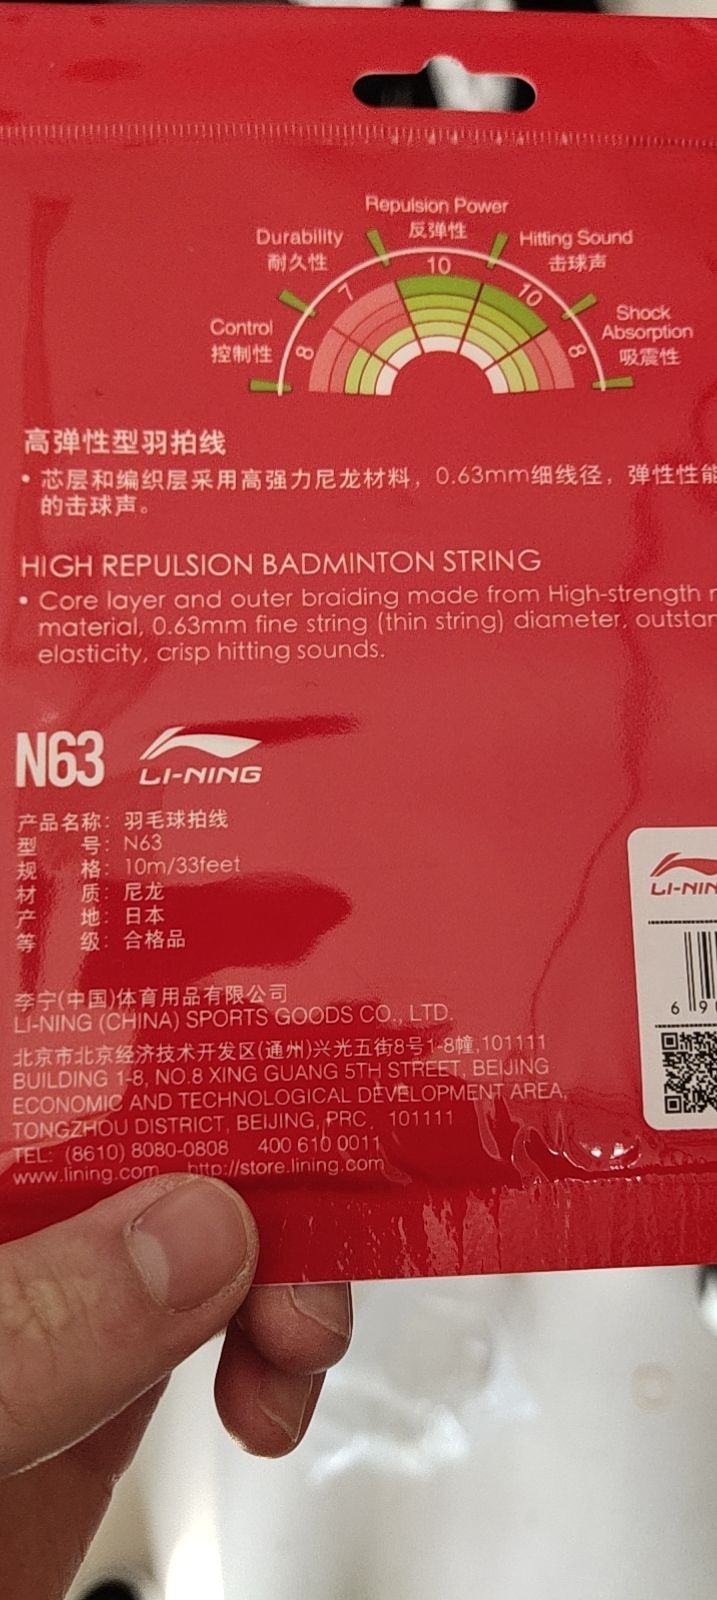 Repulsion Power
反弹性
Durability
耐久性
Hitting Sound
击球声
10
7
10
Control
控制性
Shock
Absorption
吸震性
8
8
高弹性型羽拍线
• 芯层和编织层采用高强力尼龙材料，0.63mm细线径，弹性性能
的击球声。
HIGH REPULSION BADMINTON STRING
• Core layer and outer braiding made from High-strength
material, 0.63mm fine string (thin string) diameter, outstan
elasticity, crisp hitting sounds.
N63 LI-NING
产品名称：羽毛球拍线
型 号：N63
规 格：10m/33feet
材 质：尼龙
产 地：日本
等 级：合格品
LI-NIN
6 9
李宁(中国)体育用品有限公司
LI-NING (CHINA) SPORTS GOODS CO., LTD.
北京市北京经济技术开发区(通州)兴光五街8号1-8幢,101111
BUILDING 1-8, NO.8 XING GUANG 5TH STREET, BEIJING
ECONOMIC AND TECHNOLOGICAL DEVELOPMENT AREA,
TONGZHOU DISTRICT, BEIJING, PRC, 101111
TEL: (8610) 8080-0808 400 610 0011
www.lining.com http://store.lining.com